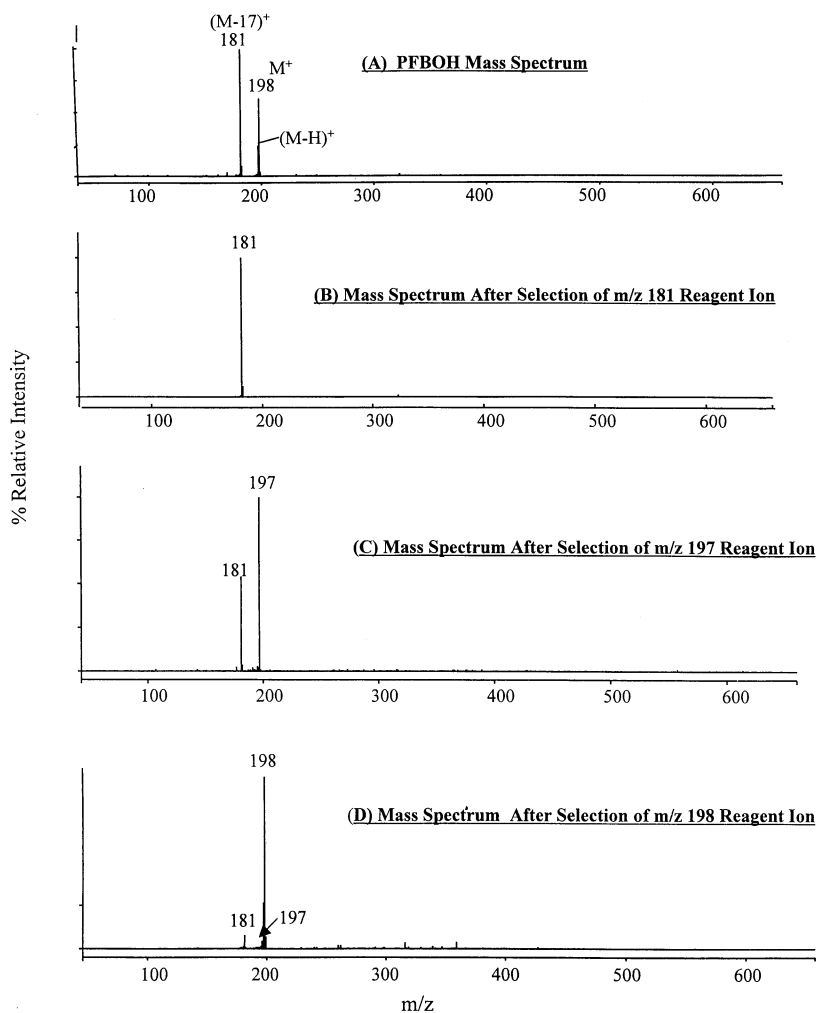 (M-17)+
181
M+
198
(M-H)+
(A) PFBOH Mass Spectrum
100 200 300 400 500 600
181
(B) Mass Spectrum After Selection of m/z 181 Reagent Ion
100 200 300 400 500 600
% Relative Intensity
197
181
(C) Mass Spectrum After Selection of m/z 197 Reagent Ion
100 200 300 400 500 600
198
(D) Mass Spectrum After Selection of m/z 198 Reagent Ion
181 197
100 200 300 400 500 600
m/z